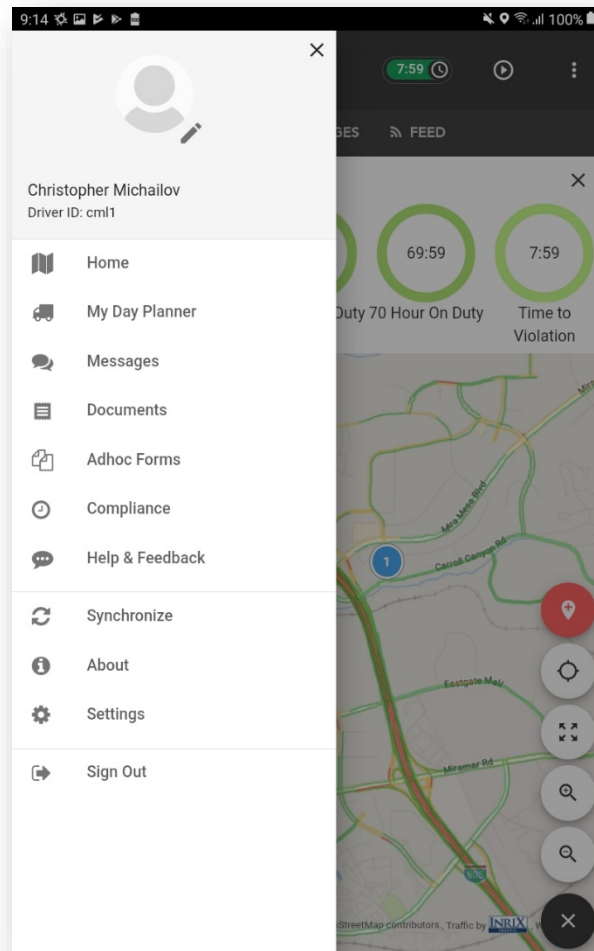 9:14
100%
7:59
GES
FEED
Christopher Michailov
Driver ID: cml1
69:59
7:59
Duty
70 Hour On Duty
Time to
Violation
Home
My Day Planner
Messages
Documents
Adhoc Forms
Compliance
Help & Feedback
Synchronize
About
Settings
Sign Out
Mira Mesa Blvd
1
Carroll Canyon Rd
Eastgate Mall
Miramar Rd
StreetMap contributors., Traffic by INRIX